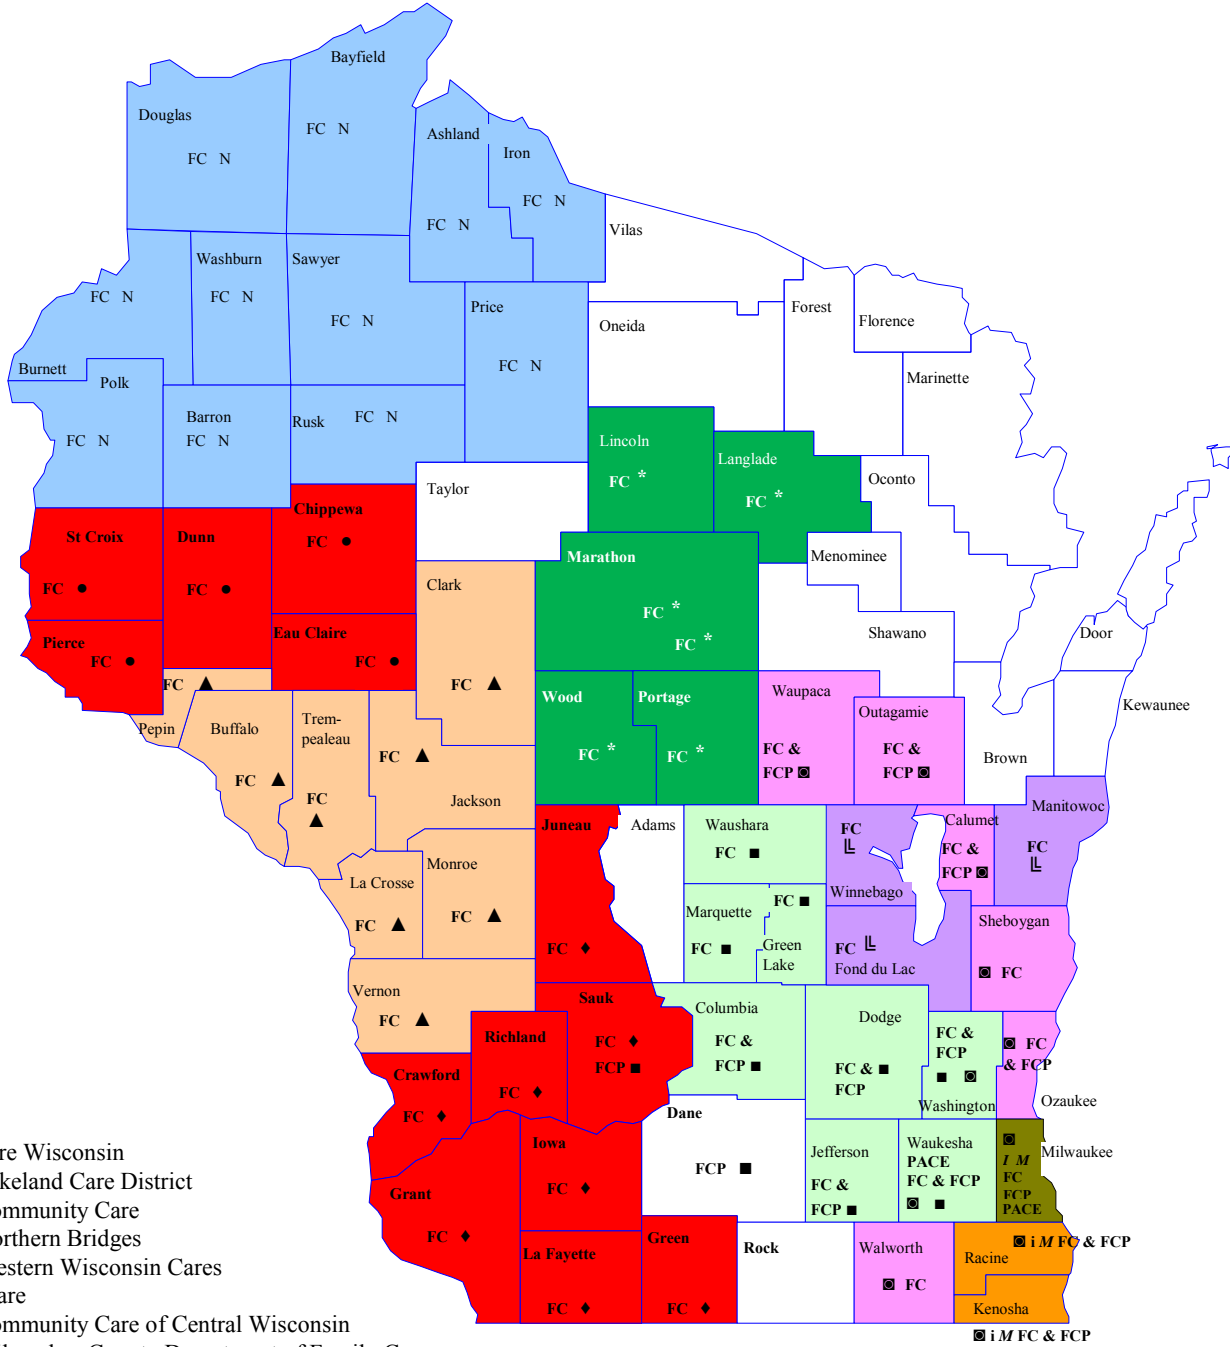 Bayfield
FC N
Douglas
FC N
Ashland
FC N
Iron
FC N
Vilas
Washburn
FC N
Sawyer
FC N
FC N
Burnett
Price
FC N
Oneida
Forest
Florence
Marinette
Polk
FC N
Barron
FC N
Rusk
FC N
Lincoln
FC *
Langlade
FC *
Oconto
Taylor
Chippewa
FC ●
St Croix
FC ●
Dunn
FC ●
Marathon
FC *
FC *
Menominee
Clark
FC ▲
Shawano
Door
Eau Claire
FC ●
Pierce
FC ●
FC ▲
Pepin
Buffalo
FC ▲
Trem-
pealeau
FC
▲
FC ▲
Jackson
Wood
FC *
Portage
FC *
Waupaca
FC &
FCP ◙
Outagamie
FC &
FCP ◙
Brown
Kewaunee
Juneau
FC ♦
Adams
Waushara
FC ■
FC
╚
Winnebago
Calumet
FC &
FCP ◙
Manitowoc
FC
╚
La Crosse
FC ▲
Monroe
FC ▲
Marquette
FC ■
FC ■
Green
Lake
FC ╚
Fond du Lac
Sheboygan
◙ FC
Vernon
FC ▲
Sauk
FC ♦
FCP ■
Columbia
FC &
FCP ■
Dodge
FC & ■
FCP
FC &
FCP
■ ◙
Washington
◙ FC
& FCP
Ozaukee
Richland
FC ♦
Crawford
FC ♦
Dane
FCP ■
Iowa
FC ♦
Grant
FC ♦
Jefferson
FC &
FCP ■
Waukesha
PACE
FC & FCP
◙ ■
◙
I M
FC
FCP
PACE
Milwaukee
La Fayette
FC ♦
Green
FC ♦
Rock
Walworth
◙ FC
◙ i M FC & FCP
Racine
Kenosha
◙ i M FC & FCP
re Wisconsin
keland Care District
ommunity Care
orthern Bridges
estern Wisconsin Cares
are
ommunity Care of Central Wisconsin